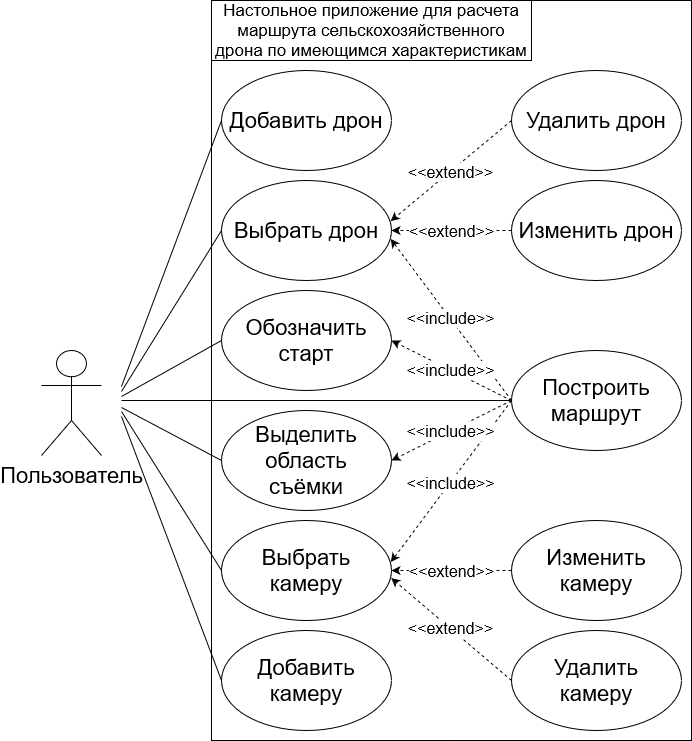 Настольное приложение для расчета
маршрута сельскохозяйственного
дрона по имеющимся характеристикам
Добавить дрон
Удалить дрон
<<extend>>
Выбрать дрон
<<extend>>
Изменить дрон
Обозначить
старт
<<include>>
<<include>>
Построить
маршрут
Пользователь
Выделить
область
съёмки
<<include>>
<<include>>
Выбрать
камеру
<<extend>>
Изменить
камеру
<<extend>>
Добавить
камеру
Удалить
камеру